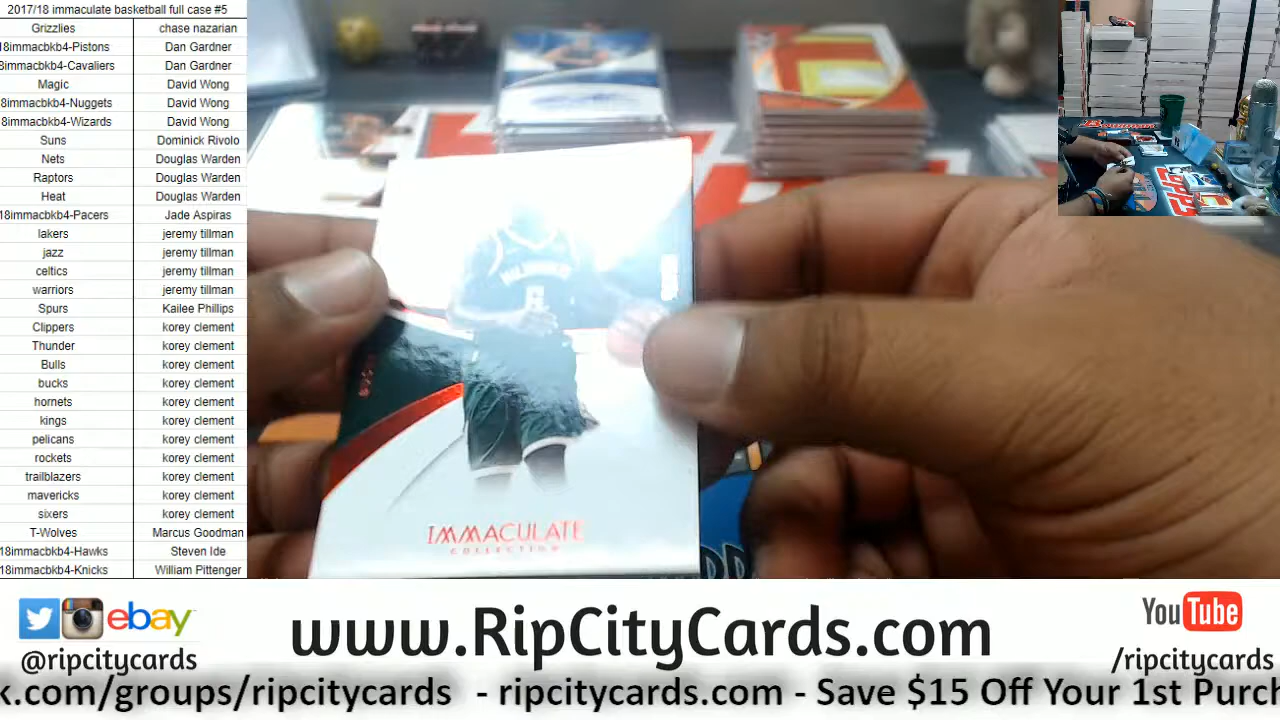 2017/18 immaculate basketball full case #5
Grizzlies chase nazarian
18immacbkb4-Pistons Dan Gardner
8immacbkb4-Cavaliers Dan Gardner
Magic David Wong
8immacbkb4-Nuggets David Wong
8immacbkb4-Wizards David Wong
Suns Dominick Rivolo
Nets Douglas Warden
Raptors Douglas Warden
Heat Douglas Warden
18immacbkb4-Pacers Jade Aspiras
lakers jeremy tillman
jazz jeremy tillman
celtics jeremy tillman
warriors jeremy tillman
Spurs Kailee Phillips
Clippers korey clement
Thunder korey clement
Bulls korey clement
bucks korey clement
hornets korey clement
kings korey clement
pelicans korey clement
rockets korey clement
trailblazers korey clement
mavericks korey clement
sixers korey clement
T-Wolves Marcus Goodman
18immacbkb4-Hawks Steven Ide
18immacbkb4-Knicks William Pittenger
IMMACULATE
COLLECTION
ebay
@ripcitycards
www.RipCityCards.com
YouTube
/ripcitycards
k.com/groups/ripcitycards - ripcitycards.com - Save $15 Off Your 1st Purch